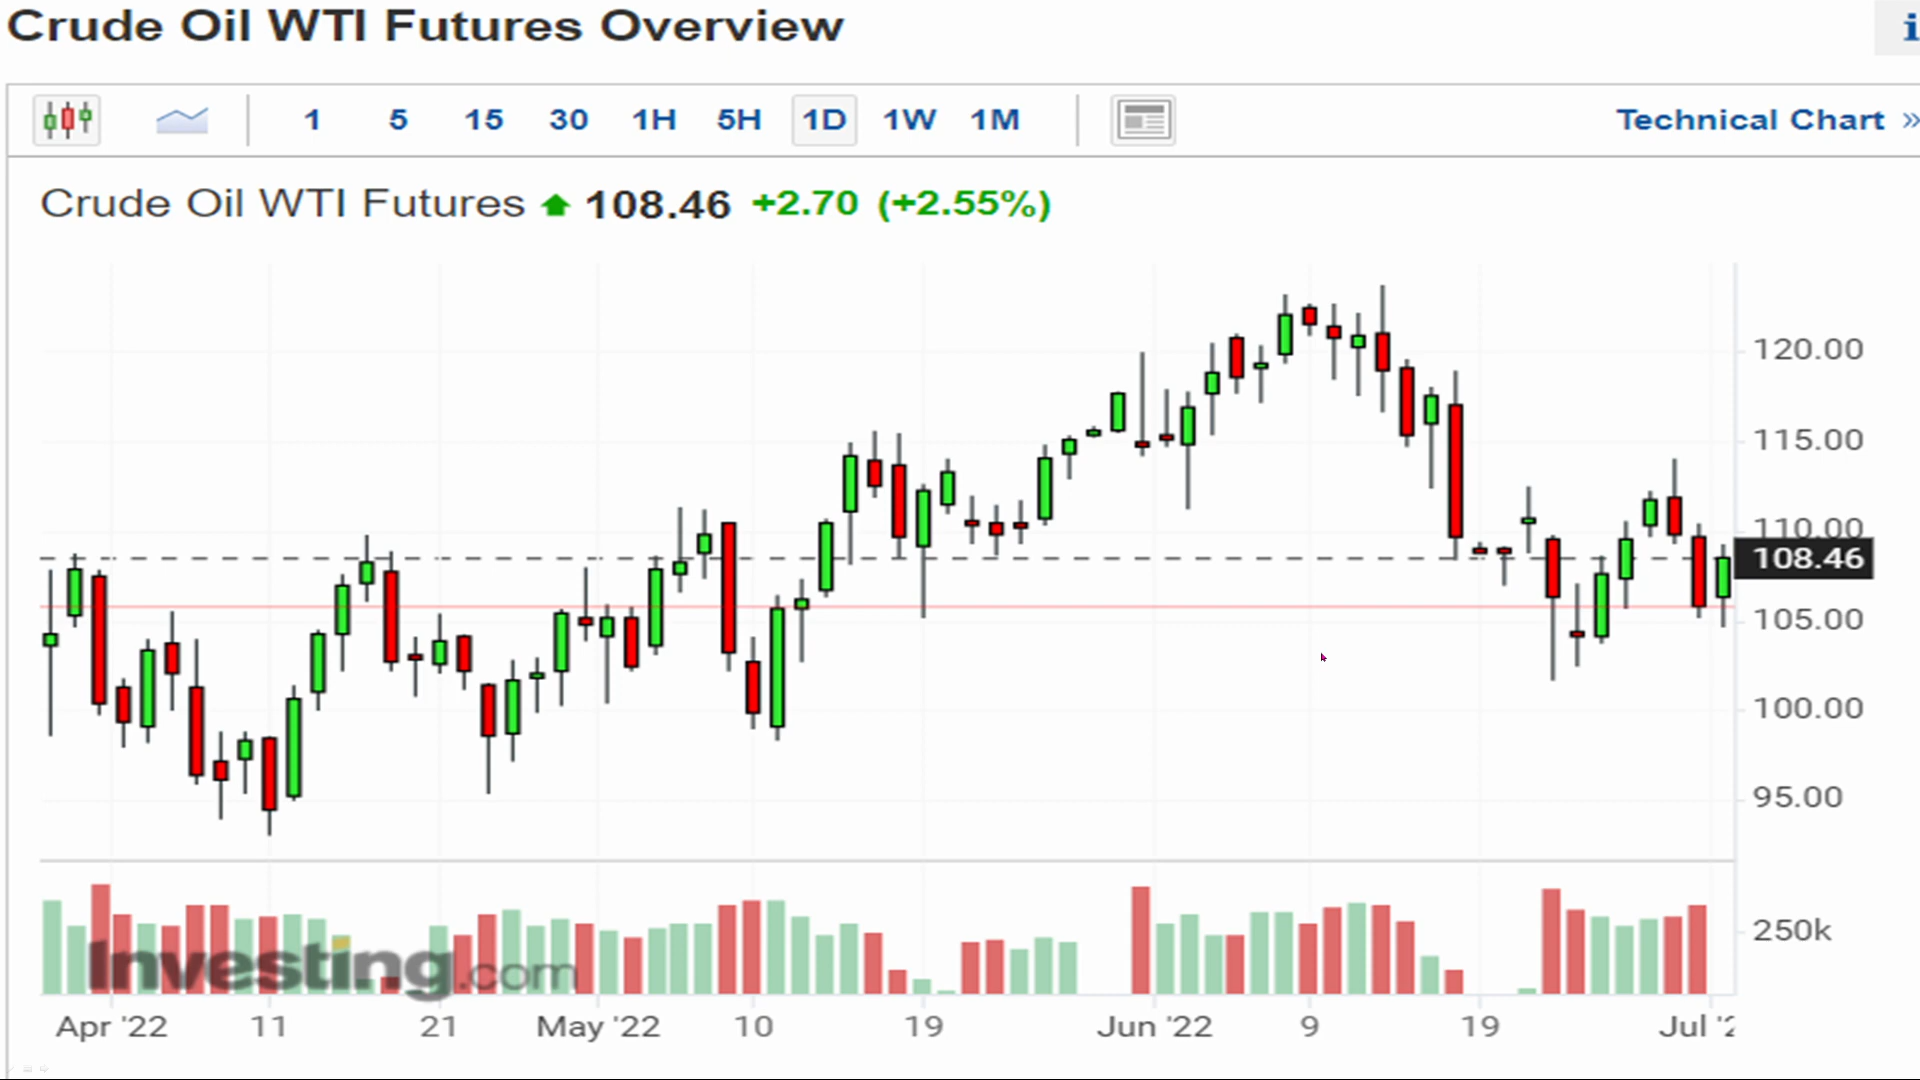 Crude Oil WTI Futures Overview
i
1 5 15 30 1H 5H 1D 1W 1M Technical Chart »
Crude Oil WTI Futures 108.46 +2.70 (+2.55%)
120.00
115.00
110.00
108.46
105.00
100.00
95.00
250k
Investing.com
Apr '22 11 21 May '22 10 19 Jun '22 9 19 Jul '2